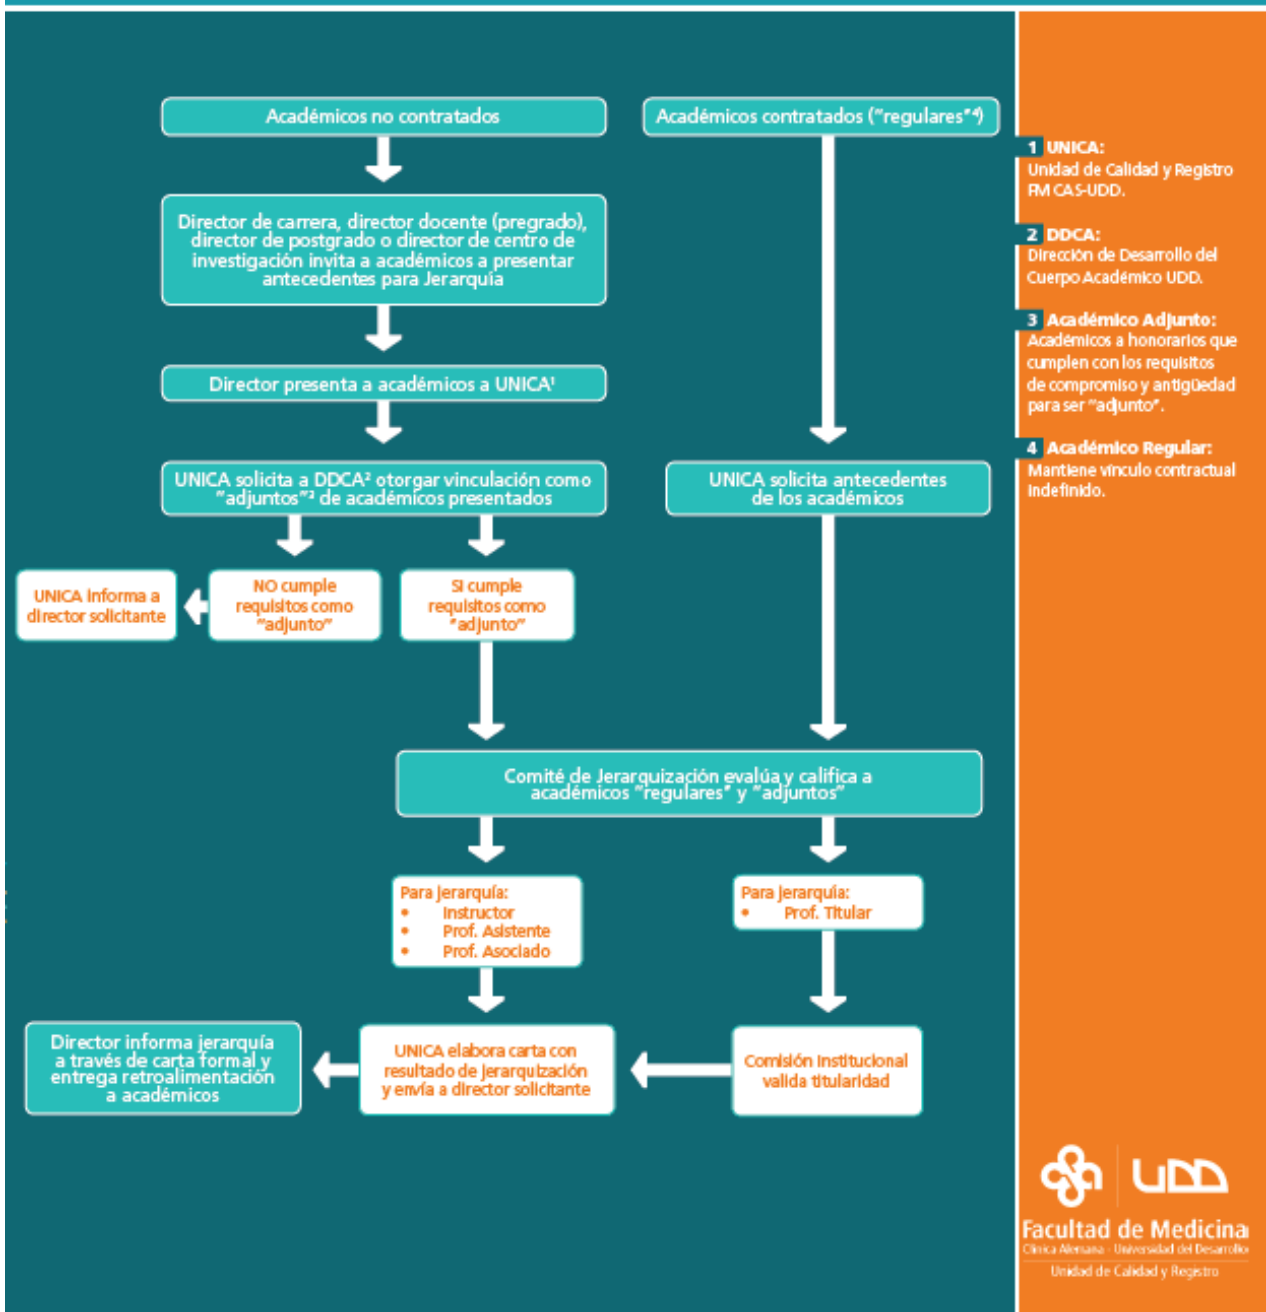 Académicos no contratados
Académicos contratados ("regulares"⁴)
Director de carrera, director docente (pregrado),
director de postgrado o director de centro de
investigación invita a académicos a presentar
antecedentes para Jerarquía
Director presenta a académicos a UNICA¹
UNICA solicita a DDCA² otorgar vinculación como
"adjuntos"³ de académicos presentados
UNICA solicita antecedentes
de los académicos
UNICA informa a
director solicitante
NO cumple
requisitos como
"adjunto"
SI cumple
requisitos como
"adjunto"
Comité de Jerarquización evalúa y califica a
académicos "regulares" y "adjuntos"
Para jerarquía:
• Instructor
• Prof. Asistente
• Prof. Asociado
Para jerarquía:
• Prof. Titular
Director informa jerarquía
a través de carta formal y
entrega retroalimentación
a académicos
UNICA elabora carta con
resultado de jerarquización
y envía a director solicitante
Comisión Institucional
valida titularidad
1 UNICA:
Unidad de Calidad y Registro
FM CAS-UDD.
2 DDCA:
Dirección de Desarrollo del
Cuerpo Académico UDD.
3 Académico Adjunto:
Académicos a honorarios que
cumplen con los requisitos
de compromiso y antigüedad
para ser "adjunto".
4 Académico Regular:
Mantiene vínculo contractual
indefinido.
UDD
Facultad de Medicina
Clínica Alemana - Universidad del Desarrollo
Unidad de Calidad y Registro